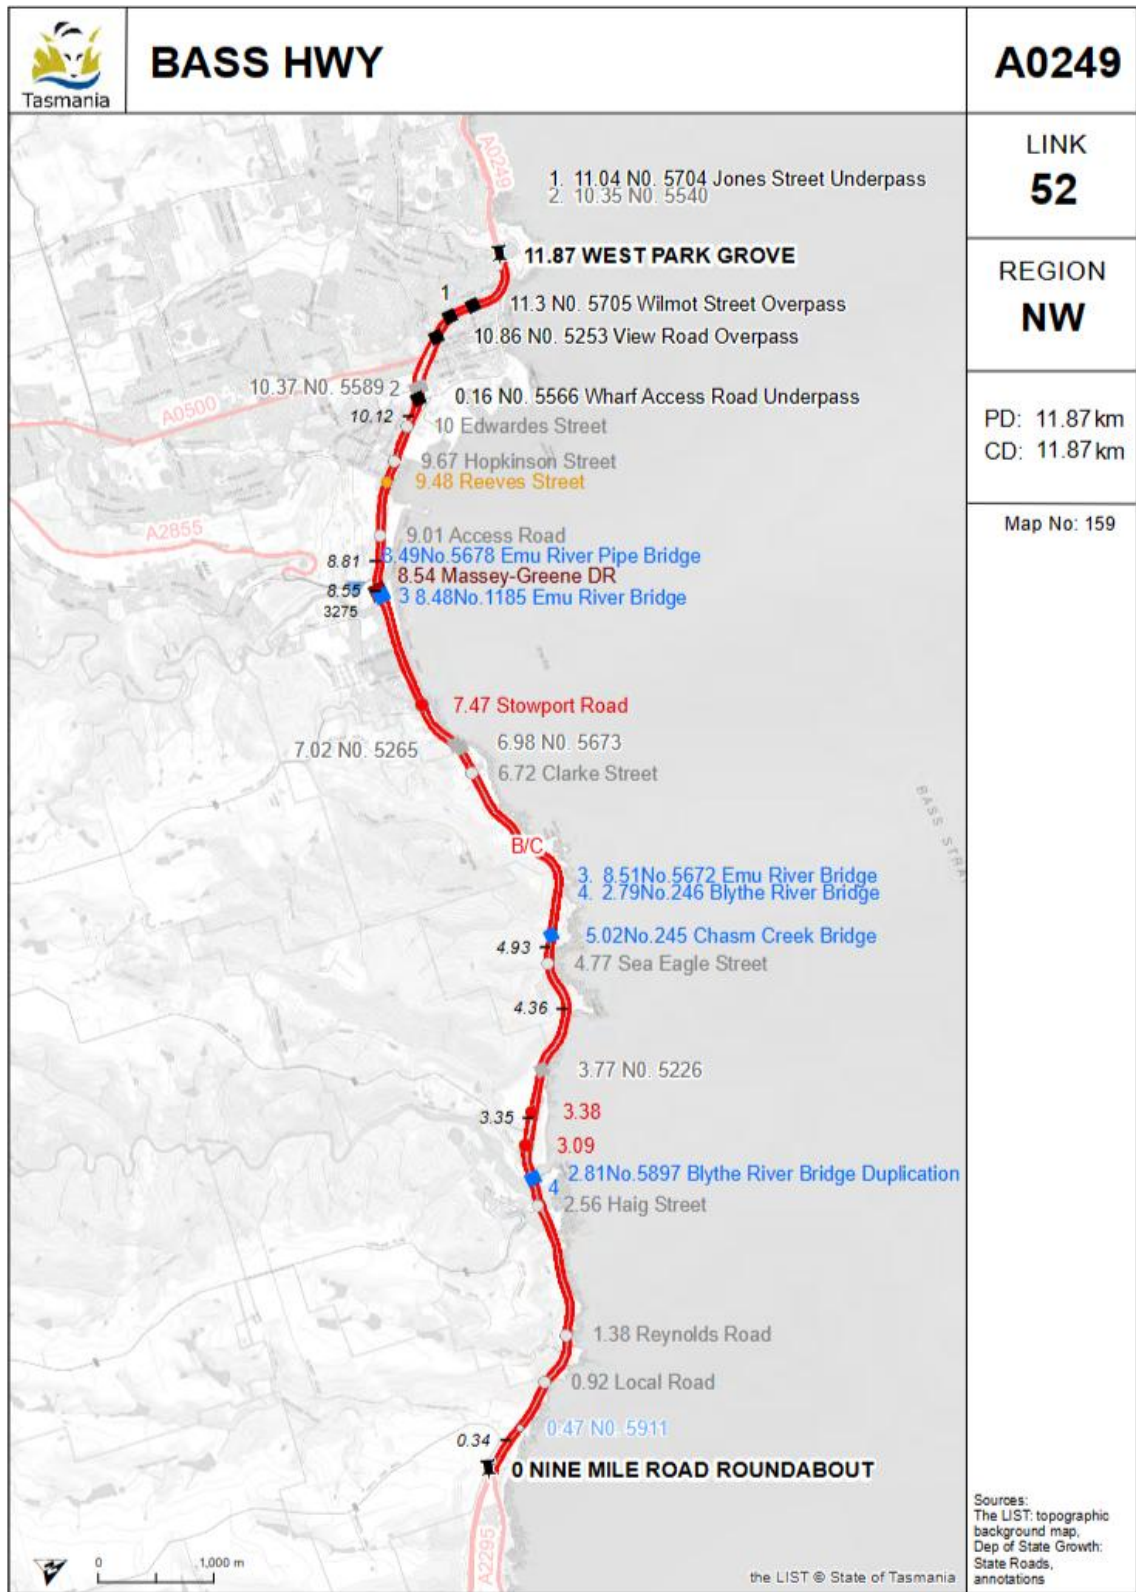 Tasmania
BASS HWY
A0249
LINK
52
REGION
NW
PD: 11.87 km
CD: 11.87 km
Map No: 159
A0249
1. 11.04 N0. 5704 Jones Street Underpass
2. 10.35 N0. 5540
11.87 WEST PARK GROVE
1
11.3 N0. 5705 Wilmot Street Overpass
10.86 N0. 5253 View Road Overpass
10.37 N0. 5589 2
0.16 N0. 5566 Wharf Access Road Underpass
A0500
10.12
10 Edwardes Street
9.67 Hopkinson Street
9.48 Reeves Street
A2855
9.01 Access Road
8.81
8.49No.5678 Emu River Pipe Bridge
8.54 Massey-Greene DR
8.55
3 8.48No.1185 Emu River Bridge
3275
7.47 Stowport Road
7.02 N0. 5265
6.98 N0. 5673
6.72 Clarke Street
B/C
BASS STRA
3. 8.51No.5672 Emu River Bridge
4. 2.79No.246 Blythe River Bridge
5.02No.245 Chasm Creek Bridge
4.93
4.77 Sea Eagle Street
4.36
3.77 N0. 5226
3.38
3.35
3.09
2.81No.5897 Blythe River Bridge Duplication
4
2.56 Haig Street
1.38 Reynolds Road
0.92 Local Road
0.47 N0. 5911
0.34
0 NINE MILE ROAD ROUNDABOUT
A2295
0 1,000 m
the LIST © State of Tasmania
Sources:
The LIST: topographic
background map,
Dep of State Growth:
State Roads,
annotations